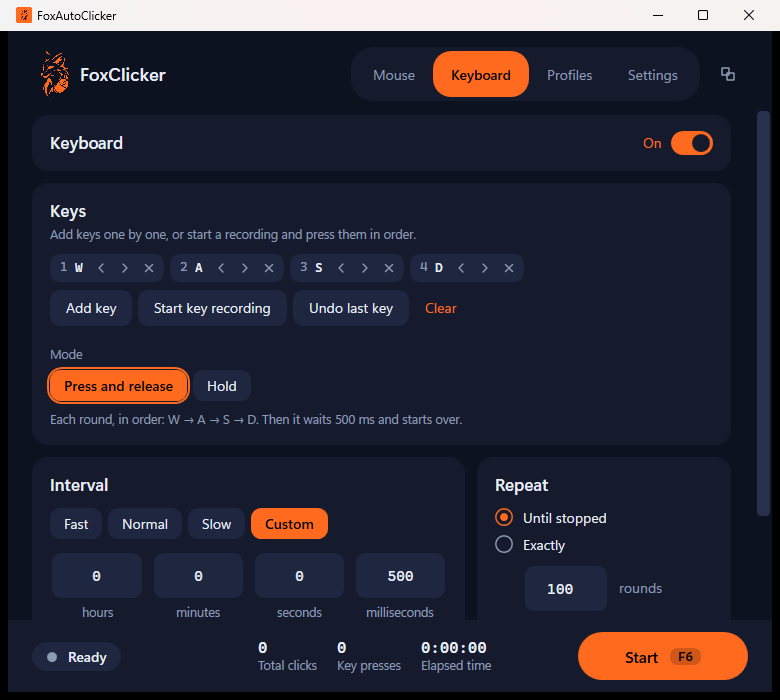 FoxAutoClicker
FoxClicker
Mouse Keyboard Profiles Settings
Keyboard
On
Keys
Add keys one by one, or start a recording and press them in order.
1 W 2 A 3 S 4 D
Add key Start key recording Undo last key Clear
Mode
Press and release Hold
Each round, in order: W → A → S → D. Then it waits 500 ms and starts over.
Interval
Fast Normal Slow Custom
0 0 0 500
hours minutes seconds milliseconds
Repeat
Until stopped
Exactly
100 rounds
Ready
0 0 0:00:00
Total clicks Key presses Elapsed time
Start F6